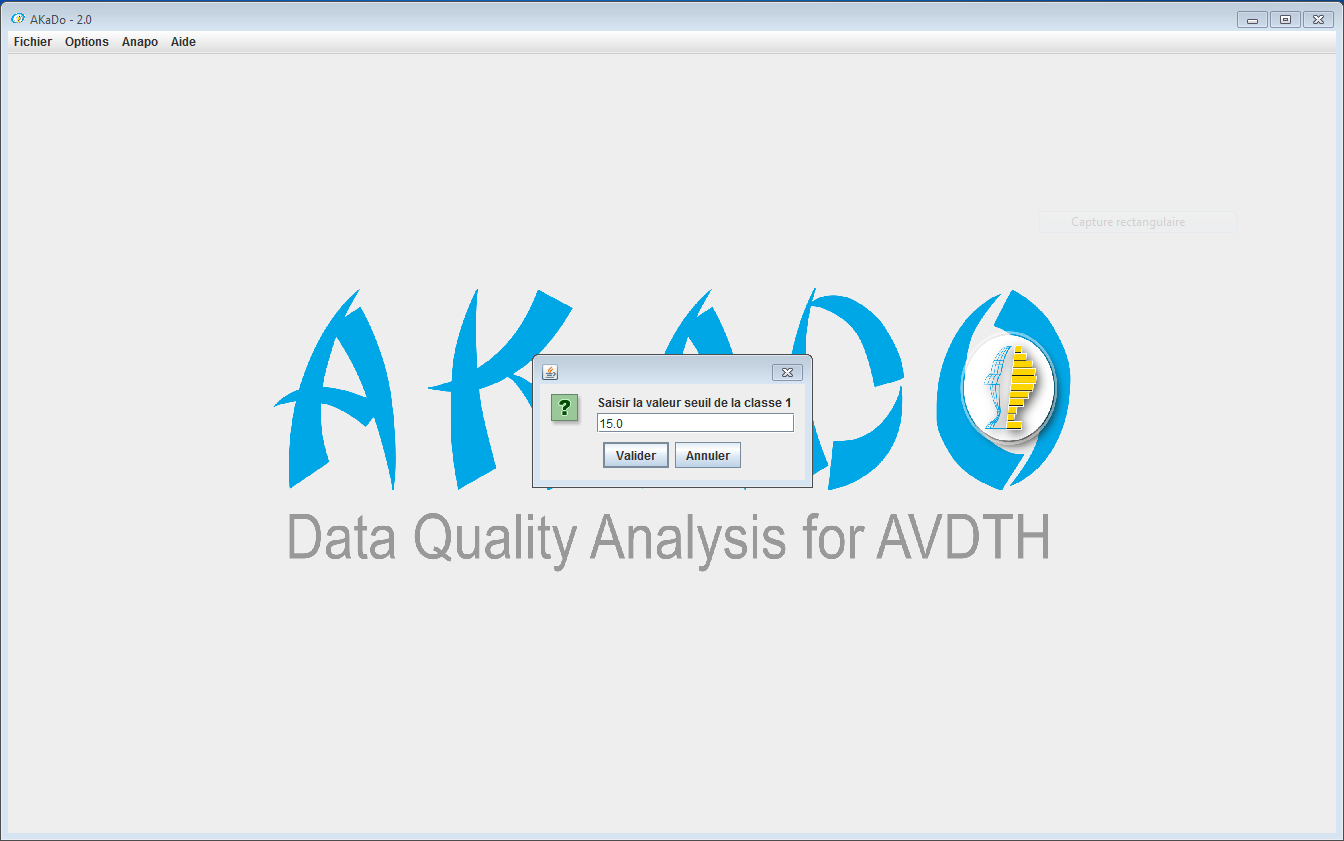 AKaDo - 2.0
Fichier Options Anapo Aide
Capture rectangulaire
AKADO
Saisir la valeur seuil de la classe 1
15.0
Valider Annuler
Data Quality Analysis for AVDTH